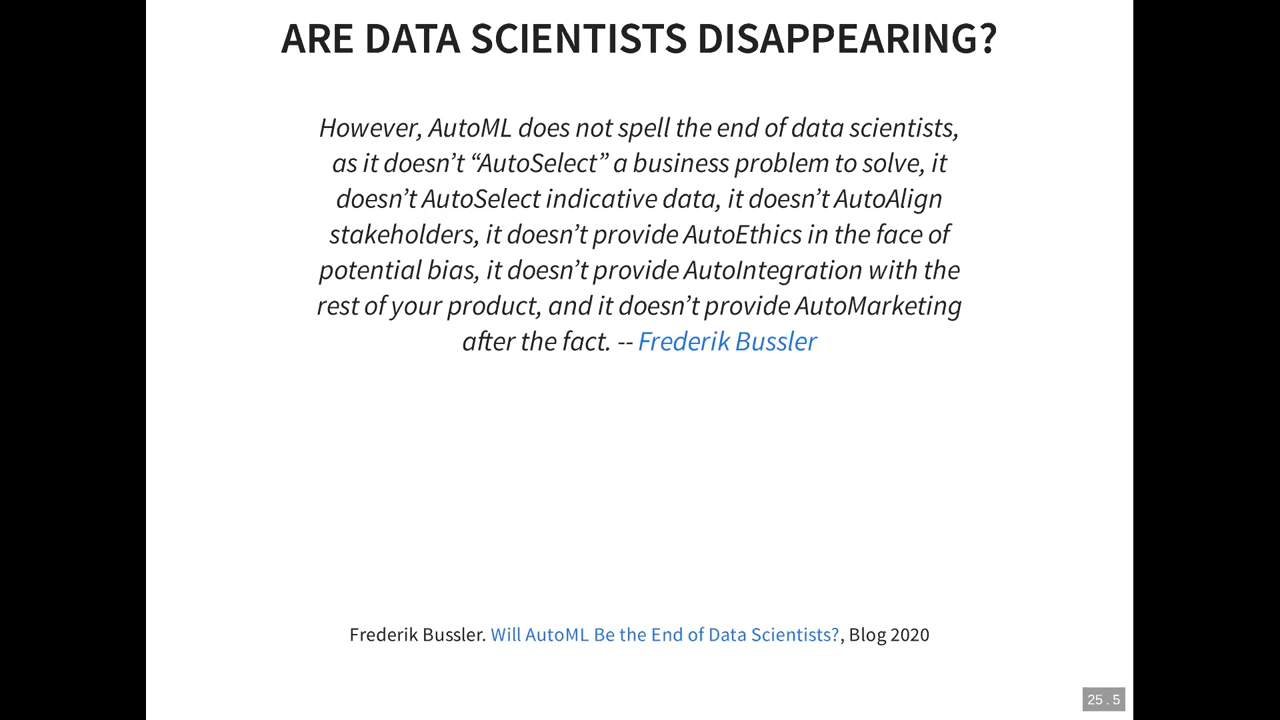 ARE DATA SCIENTISTS DISAPPEARING?
However, AutoML does not spell the end of data scientists,
as it doesn’t “AutoSelect” a business problem to solve, it
doesn’t AutoSelect indicative data, it doesn’t AutoAlign
stakeholders, it doesn’t provide AutoEthics in the face of
potential bias, it doesn’t provide AutoIntegration with the
rest of your product, and it doesn’t provide AutoMarketing
after the fact. -- Frederik Bussler
Frederik Bussler. Will AutoML Be the End of Data Scientists?, Blog 2020
25 . 5